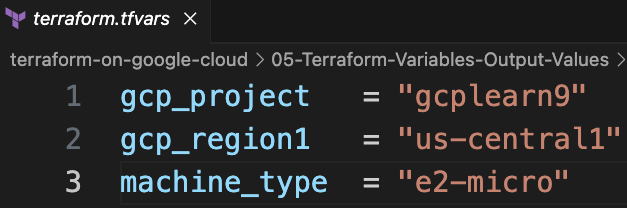 terraform.tfvars ×
terraform-on-google-cloud > 05-Terraform-Variables-Output-Values >
1 gcp_project = "gcplearn9"
2 gcp_region1 = "us-central1"
3 machine_type = "e2-micro"